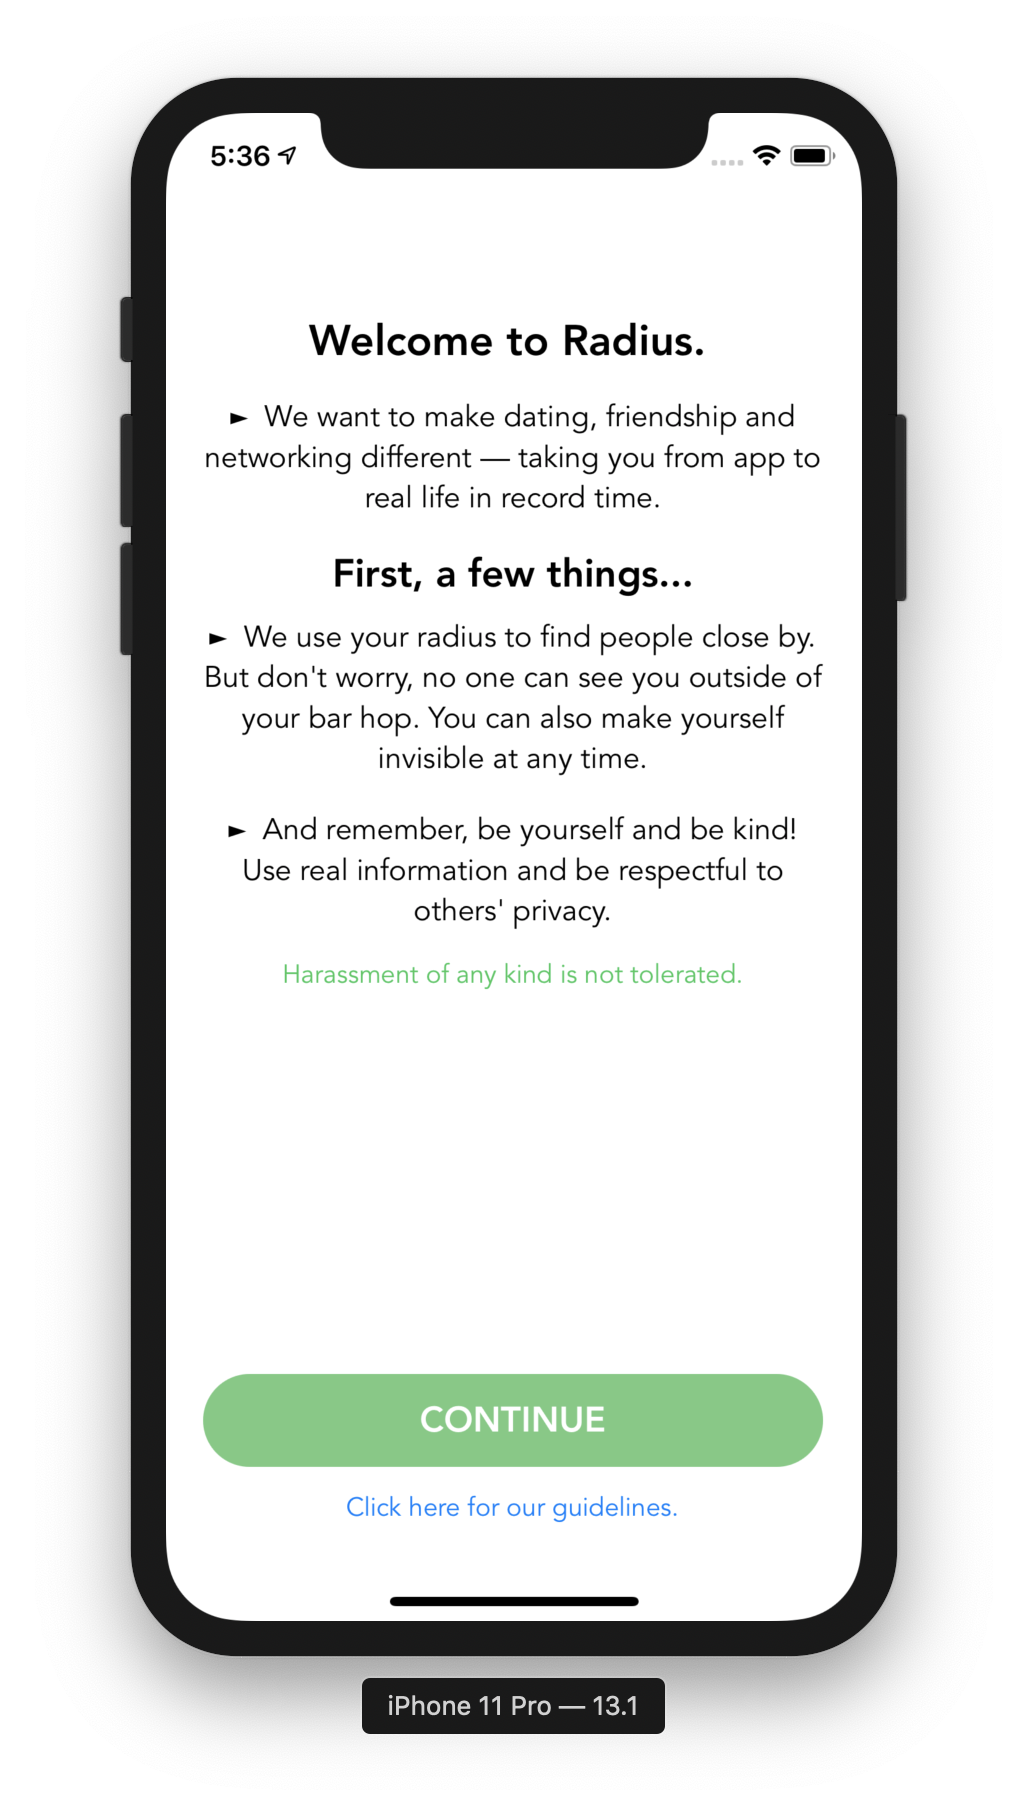 5:36
Welcome to Radius.
► We want to make dating, friendship and
networking different — taking you from app to
real life in record time.
First, a few things...
► We use your radius to find people close by.
But don't worry, no one can see you outside of
your bar hop. You can also make yourself
invisible at any time.
► And remember, be yourself and be kind!
Use real information and be respectful to
others' privacy.
Harassment of any kind is not tolerated.
CONTINUE
Click here for our guidelines.
iPhone 11 Pro — 13.1